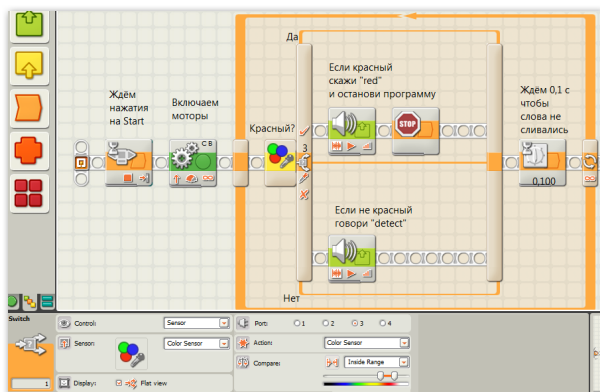 Да
Если красный
скажи "red"
и останови программу
Ждём
нажатия
на Start
Включаем
моторы
Ждём 0,1 с
чтобы
слова не
сливались
C B
Красный?
STOP
3
0,100
Если не красный
говори "detect"
Нет
Switch
Control:
Sensor
Port:
1
2
3
4
Sensor:
Color Sensor
Action:
Color Sensor
Compare:
Inside Range
1
Display:
Flat view